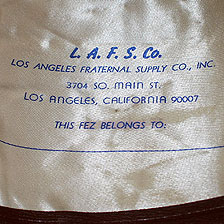 L. A. F. S. Co.
LOS ANGELES FRATERNAL SUPPLY CO., INC.
3704 SO. MAIN ST.
LOS ANGELES, CALIFORNIA 90007
THIS FEZ BELONGS TO: